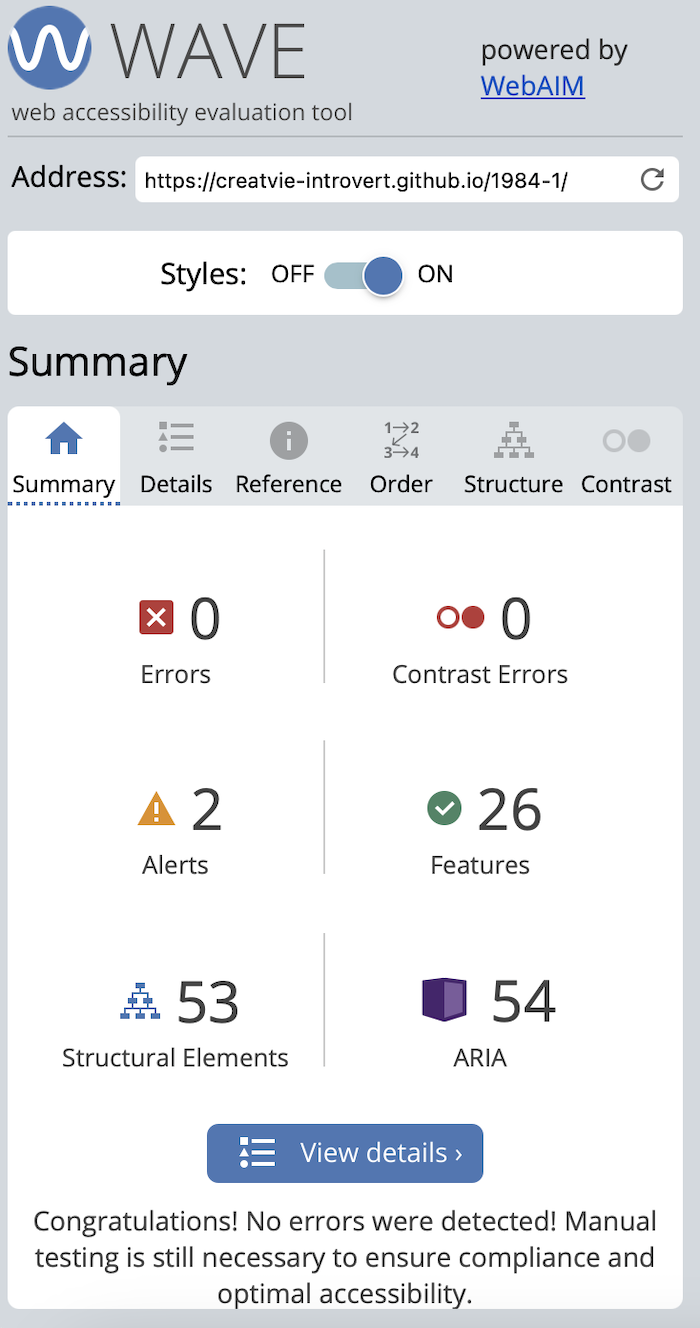 WAVE
powered by
WebAIM
web accessibility evaluation tool
Address: https://creatvie-introvert.github.io/1984-1/
Styles: OFF ON
Summary
1 2
3 4
Summary Details Reference Order Structure Contrast
0 0
Errors Contrast Errors
2 26
Alerts Features
53 54
Structural Elements ARIA
View details ›
Congratulations! No errors were detected! Manual
testing is still necessary to ensure compliance and
optimal accessibility.